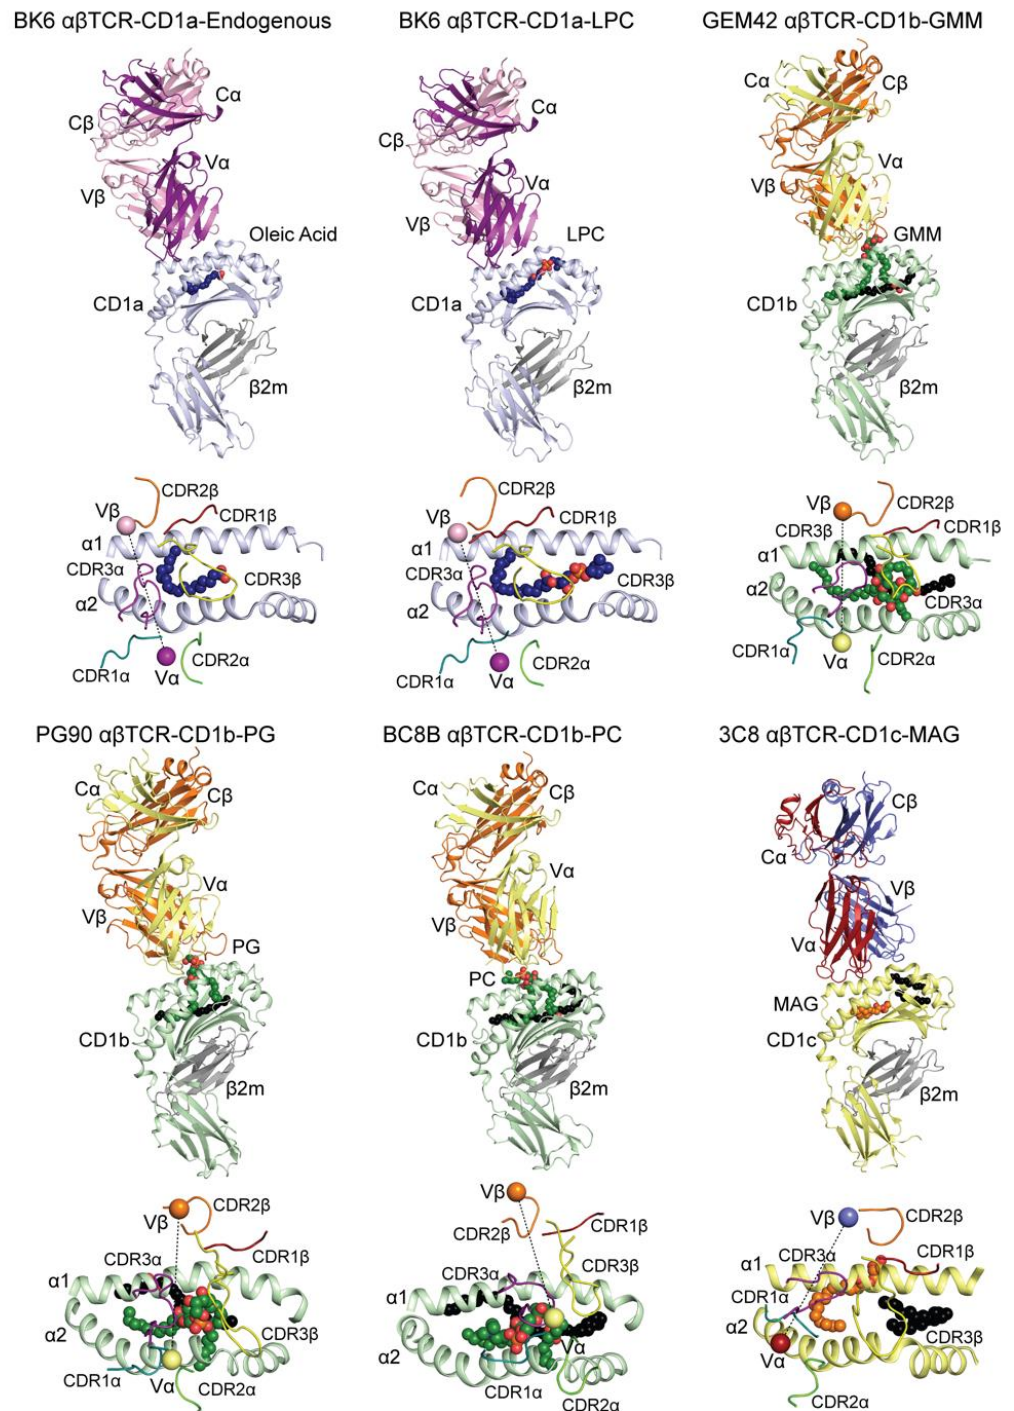 BK6 αβTCR-CD1a-Endogenous
Cα
Cβ
Vα
Vβ
Oleic Acid
CD1a
β2m
CDR2β
Vβ
CDR1β
α1
CDR3α
CDR3β
α2
CDR1α
Vα
CDR2α
BK6 αβTCR-CD1a-LPC
Cα
Cβ
Vα
Vβ
LPC
CD1a
β2m
CDR2β
Vβ
CDR1β
α1
CDR3α
CDR3β
α2
CDR1α
Vα
CDR2α
GEM42 αβTCR-CD1b-GMM
Cα
Cβ
Vα
Vβ
GMM
CD1b
β2m
Vβ
CDR2β
CDR3β
CDR1β
α1
α2
CDR3α
CDR1α
Vα
CDR2α
PG90 αβTCR-CD1b-PG
Cα
Cβ
Vα
Vβ
PG
CD1b
β2m
CDR2β
Vβ
CDR1β
CDR3α
α1
α2
CDR3β
CDR1α
Vα
CDR2α
BC8B αβTCR-CD1b-PC
Cα
Cβ
Vα
Vβ
PC
CD1b
β2m
Vβ
CDR2β
CDR1β
CDR3α
CDR3β
α1
α2
Vα
CDR1α
CDR2α
3C8 αβTCR-CD1c-MAG
Cβ
Cα
Vβ
Vα
MAG
CD1c
β2m
Vβ
CDR2β
CDR3α
CDR1β
α1
CDR1α
α2
CDR3β
Vα
CDR2α